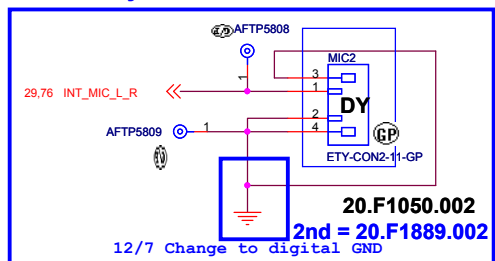 AFTP5808
MIC2
3
1
29,76 INT_MIC_L_R
1
2
DY
AFTP5809
1
4
GP
ETY-CON2-11-GP
20.F1050.002
2nd = 20.F1889.002
12/7 Change to digital GND